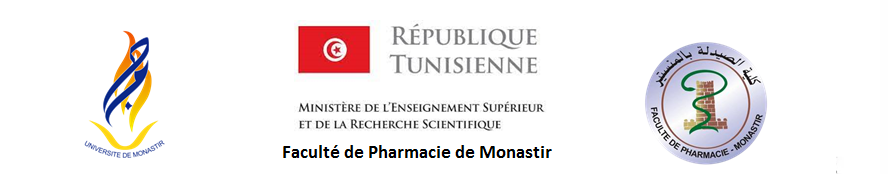 UNIVERSITE DE MONASTIR
RÉPUBLIQUE
TUNISIENNE
MINISTÈRE DE L'ENSEIGNEMENT SUPÉRIEUR
ET DE LA RECHERCHE SCIENTIFIQUE
Faculté de Pharmacie de Monastir
كلية الصيدلة بالمنستير
FACULTE DE PHARMACIE - MONASTIR